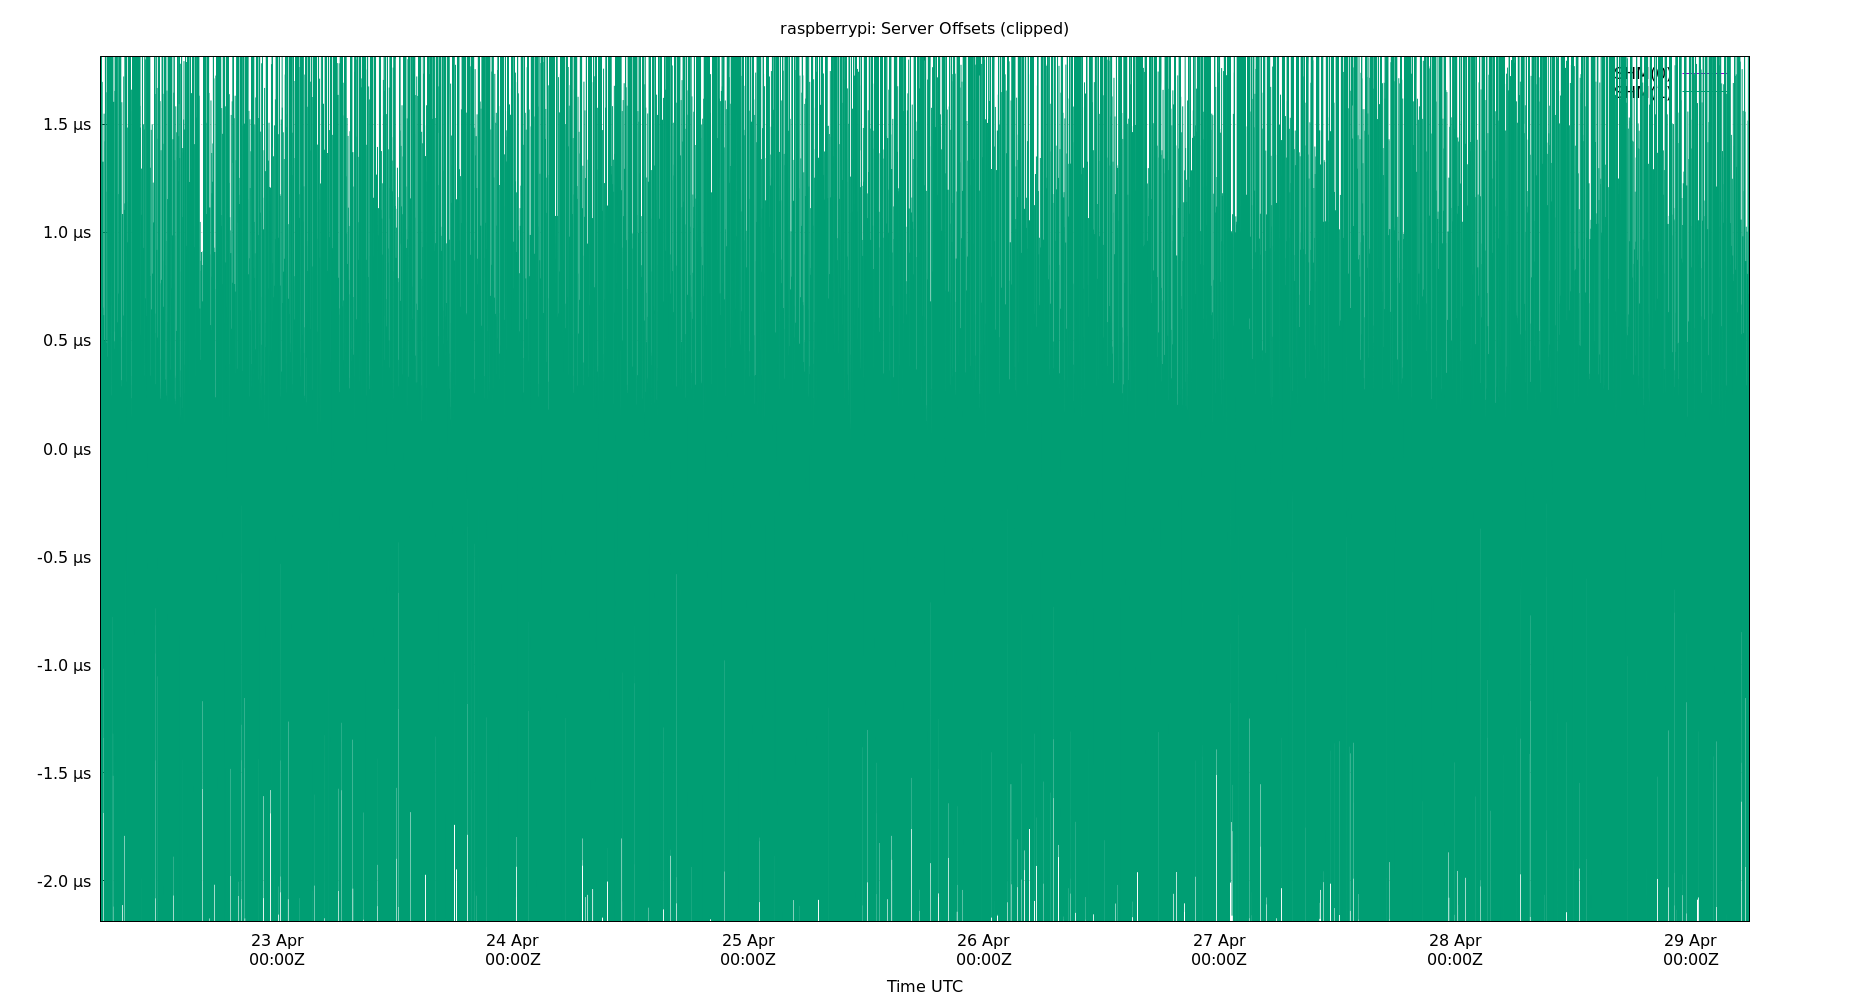 raspberrypi: Server Offsets (clipped)
SHM(0)
1.5 µs
1.0 µs
0.5 µs
0.0 µs
-0.5 µs
-1.0 µs
-1.5 µs
-2.0 µs
23 Apr
00:00Z
24 Apr
00:00Z
25 Apr
00:00Z
26 Apr
00:00Z
27 Apr
00:00Z
28 Apr
00:00Z
29 Apr
00:00Z
Time UTC